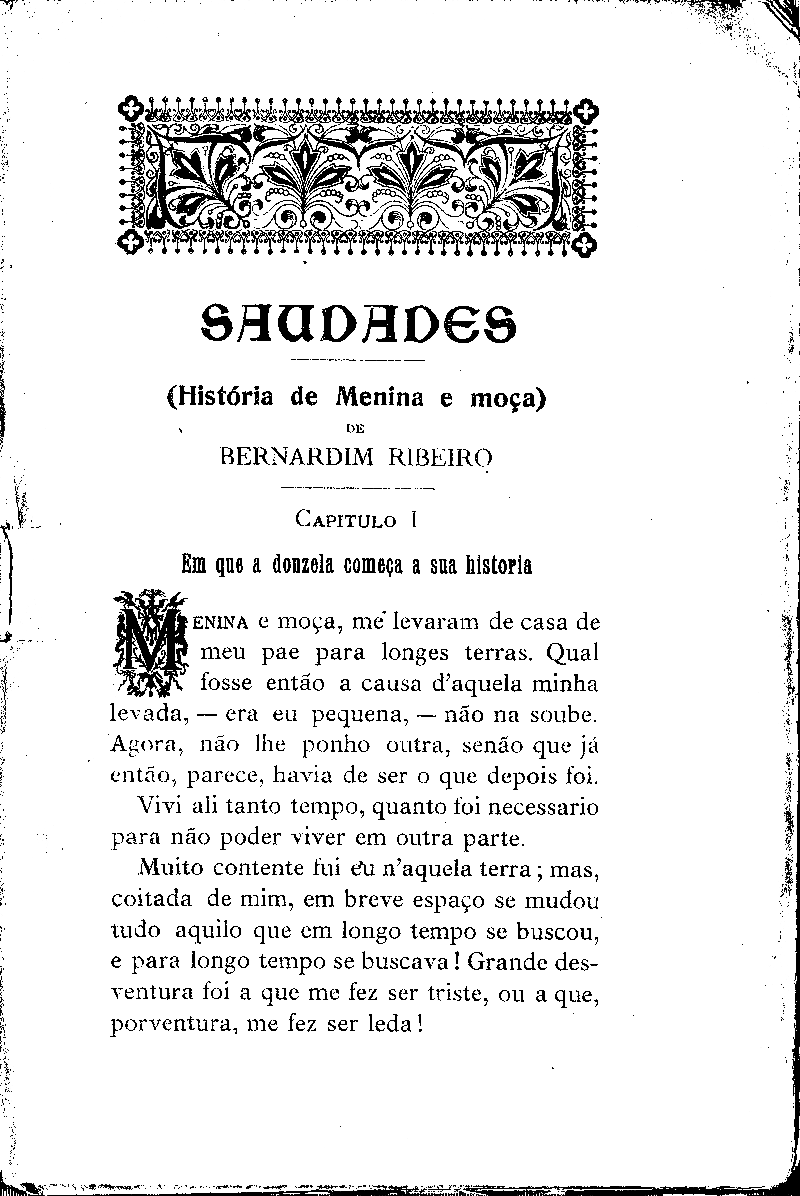 SAUDADES
(História de Menina e moça)
DE
BERNARDIM RIBEIRO
CAPITULO I
Em que a donzela começa a sua historia
MENINA e moça, me levaram de casa de
meu pae para longes terras. Qual
fosse então a causa d'aquela minha
levada, — era eu pequena, — não na soube.
Agora, não lhe ponho outra, senão que já
então, parece, havia de ser o que depois foi.
Vivi ali tanto tempo, quanto foi necessario
para não poder viver em outra parte.
Muito contente fui eu n'aquela terra; mas,
coitada de mim, em breve espaço se mudou
tudo aquilo que em longo tempo se buscou,
e para longo tempo se buscava! Grande des-
ventura foi a que me fez ser triste, ou a que,
porventura, me fez ser leda!